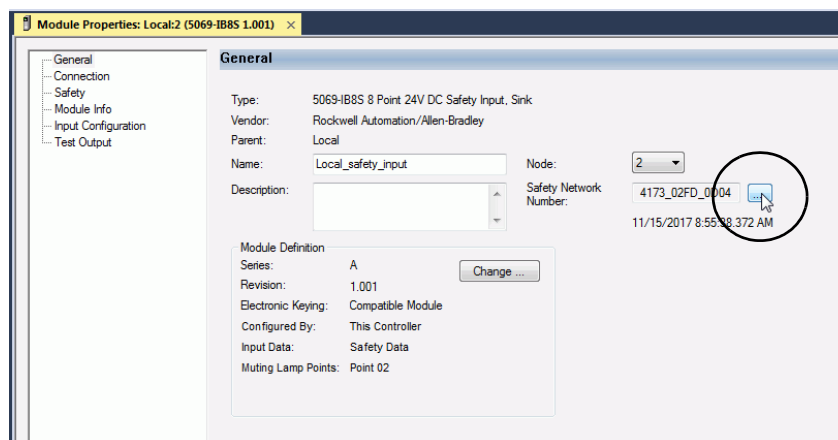 Module Properties: Local:2 (5069-IB8S 1.001) ×
General
Connection
Safety
Module Info
Input Configuration
Test Output
General
Type: 5069-IB8S 8 Point 24V DC Safety Input, Sink
Vendor: Rockwell Automation/Allen-Bradley
Parent: Local
Name: Local_safety_input Node: 2
Description: Safety Network Number: 4173_02FD_0D04 ...
11/15/2017 8:55:38.372 AM
Module Definition
Series: A Change ...
Revision: 1.001
Electronic Keying: Compatible Module
Configured By: This Controller
Input Data: Safety Data
Muting Lamp Points: Point 02